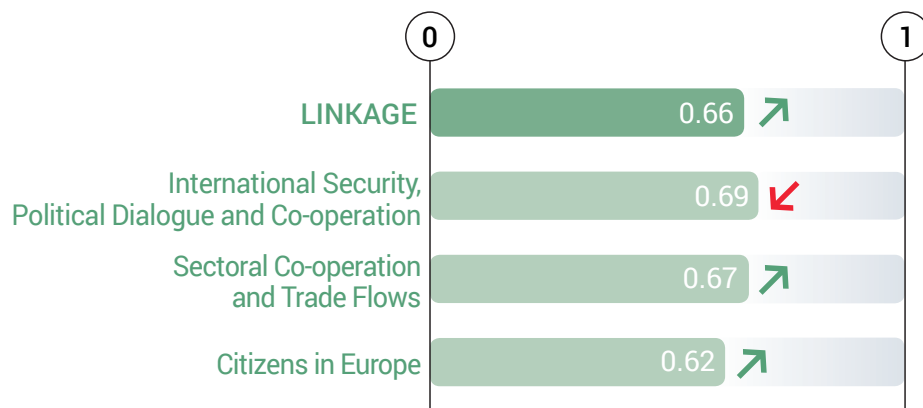 0
1
LINKAGE
0.66
International Security,
Political Dialogue and Co-operation
0.69
Sectoral Co-operation
and Trade Flows
0.67
Citizens in Europe
0.62